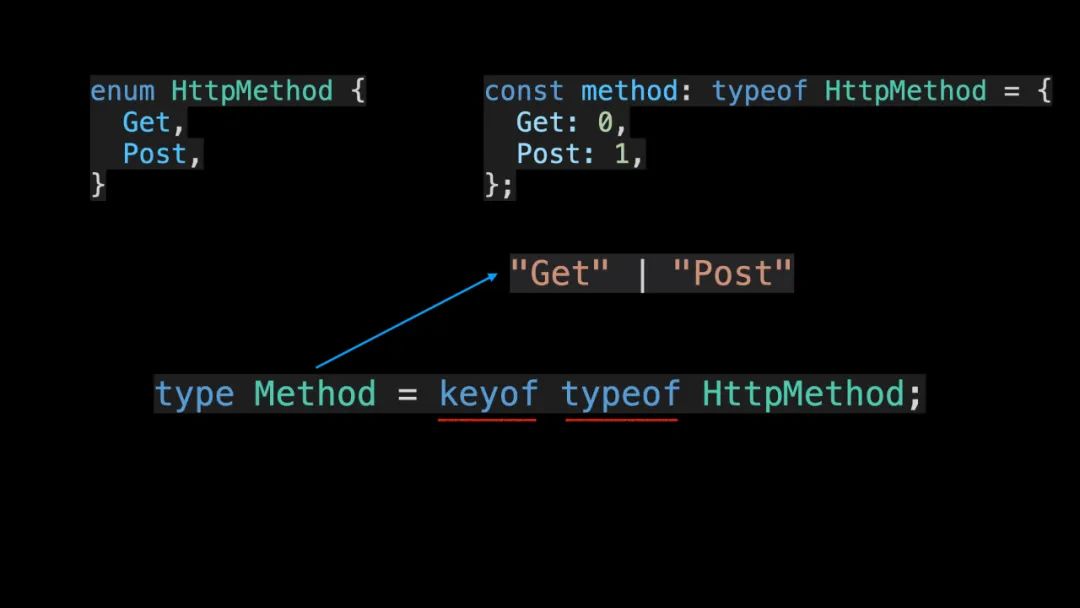 enum HttpMethod {
  Get,
  Post,
}
const method: typeof HttpMethod = {
  Get: 0,
  Post: 1,
};
"Get" | "Post"
type Method = keyof typeof HttpMethod;